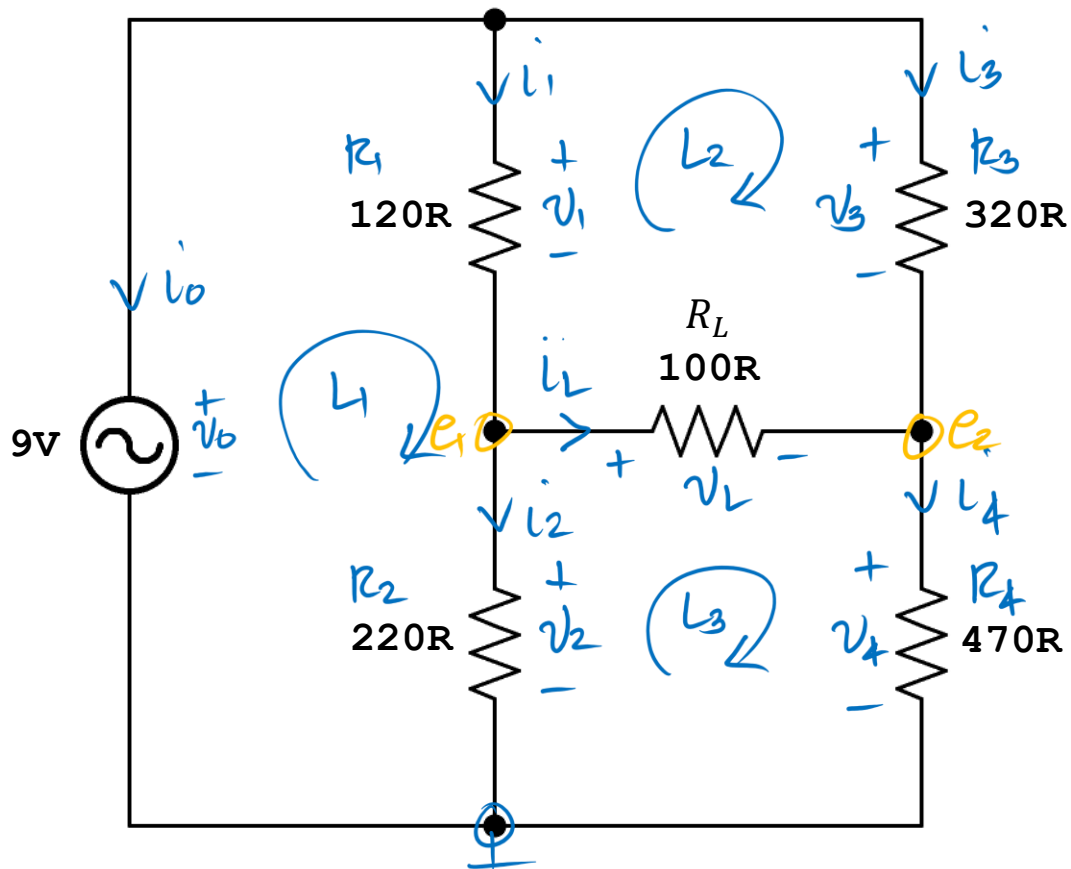 i1
i3
R1
120R
+
v1
−
L2
+
v3
−
R3
320R
i0
RL
100R
9V
+
v0
−
L1
e1
iL
+
vL
−
e2
i2
i4
R2
220R
+
v2
−
L3
+
v4
−
R4
470R